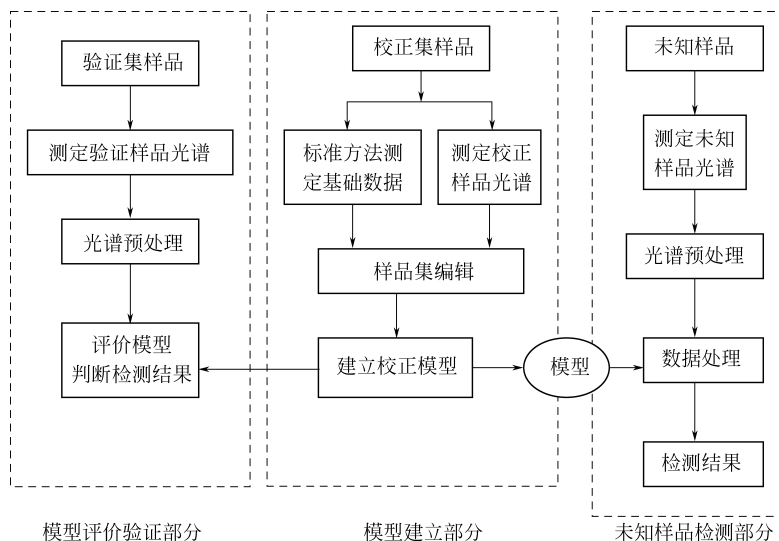 验证集样品
测定验证样品光谱
光谱预处理
评价模型
判断检测结果
模型评价验证部分
校正集样品
标准方法测
定基础数据
测定校正
样品光谱
样品集编辑
建立校正模型
模型
模型建立部分
未知样品
测定未知
样品光谱
光谱预处理
数据处理
检测结果
未知样品检测部分